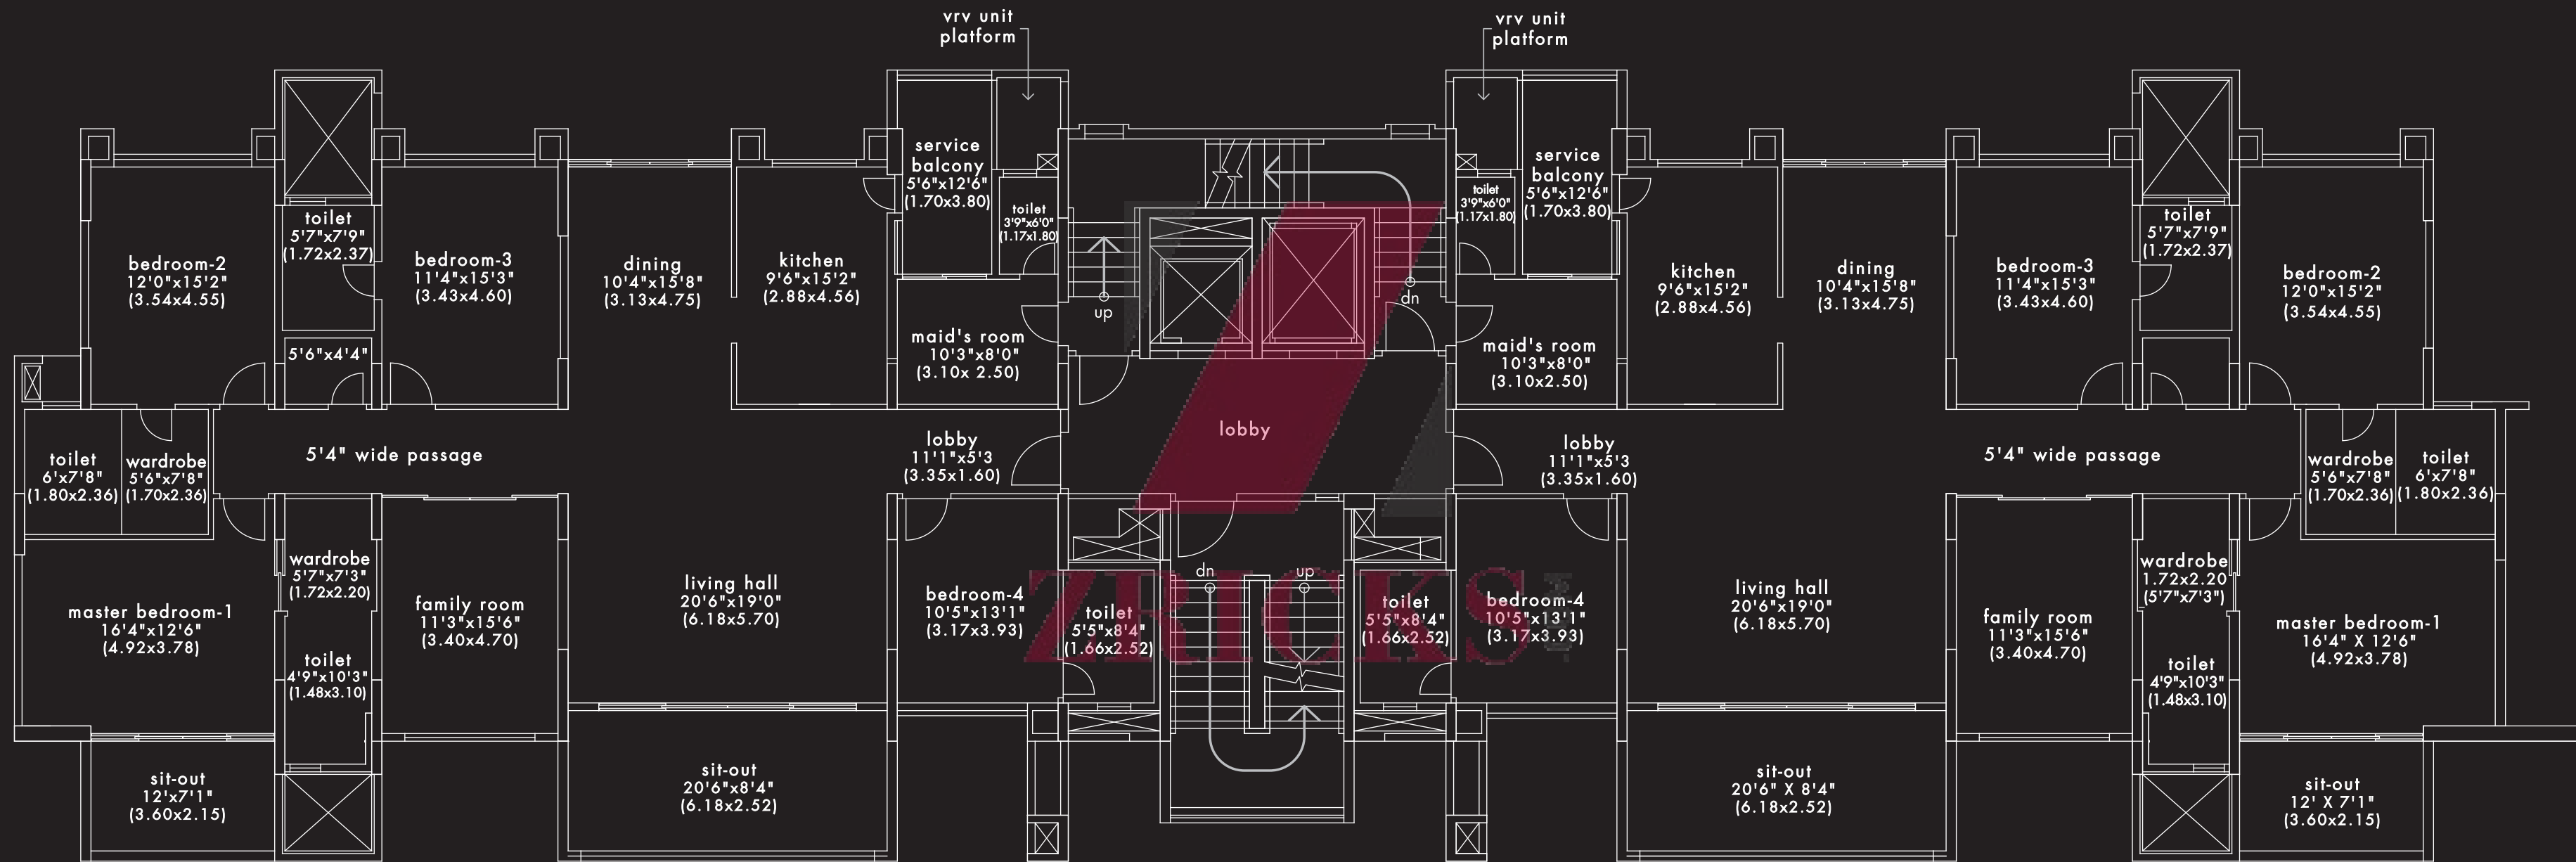 vrv unit
platform
vrv unit
platform
service
balcony
5'6"x12'6"
(1.70x3.80)
toilet
3'9"x6'0"
(1.17x1.80)
toilet
3'9"x6'0"
(1.17x1.80)
service
balcony
5'6"x12'6"
(1.70x3.80)
bedroom-2
12'0"x15'2"
(3.54x4.55)
toilet
5'7"x7'9"
(1.72x2.37)
bedroom-3
11'4"x15'3"
(3.43x4.60)
dining
10'4"x15'8"
(3.13x4.75)
kitchen
9'6"x15'2"
(2.88x4.56)
up
dn
kitchen
9'6"x15'2"
(2.88x4.56)
dining
10'4"x15'8"
(3.13x4.75)
bedroom-3
11'4"x15'3"
(3.43x4.60)
toilet
5'7"x7'9"
(1.72x2.37)
bedroom-2
12'0"x15'2"
(3.54x4.55)
5'6"x4'4"
maid's room
10'3"x8'0"
(3.10x 2.50)
maid's room
10'3"x8'0"
(3.10x2.50)
toilet
6'x7'8"
(1.80x2.36)
wardrobe
5'6"x7'8"
(1.70x2.36)
5'4" wide passage
lobby
11'1"x5'3
(3.35x1.60)
lobby
lobby
11'1"x5'3
(3.35x1.60)
5'4" wide passage
wardrobe
5'6"x7'8"
(1.70x2.36)
toilet
6'x7'8"
(1.80x2.36)
master bedroom-1
16'4"x12'6"
(4.92x3.78)
wardrobe
5'7"x7'3"
(1.72x2.20)
toilet
4'9"x10'3"
(1.48x3.10)
family room
11'3"x15'6"
(3.40x4.70)
living hall
20'6"x19'0"
(6.18x5.70)
bedroom-4
10'5"x13'1"
(3.17x3.93)
toilet
5'5"x8'4"
(1.66x2.52)
dn
up
ZRICKS
toilet
5'5"x8'4"
(1.66x2.52)
bedroom-4
10'5"x13'1"
(3.17x3.93)
living hall
20'6"x19'0"
(6.18x5.70)
family room
11'3"x15'6"
(3.40x4.70)
wardrobe
1.72x2.20
(5'7"x7'3")
toilet
4'9"x10'3"
(1.48x3.10)
master bedroom-1
16'4" X 12'6"
(4.92x3.78)
sit-out
12'x7'1"
(3.60x2.15)
sit-out
20'6"x8'4"
(6.18x2.52)
sit-out
20'6" X 8'4"
(6.18x2.52)
sit-out
12' X 7'1"
(3.60x2.15)